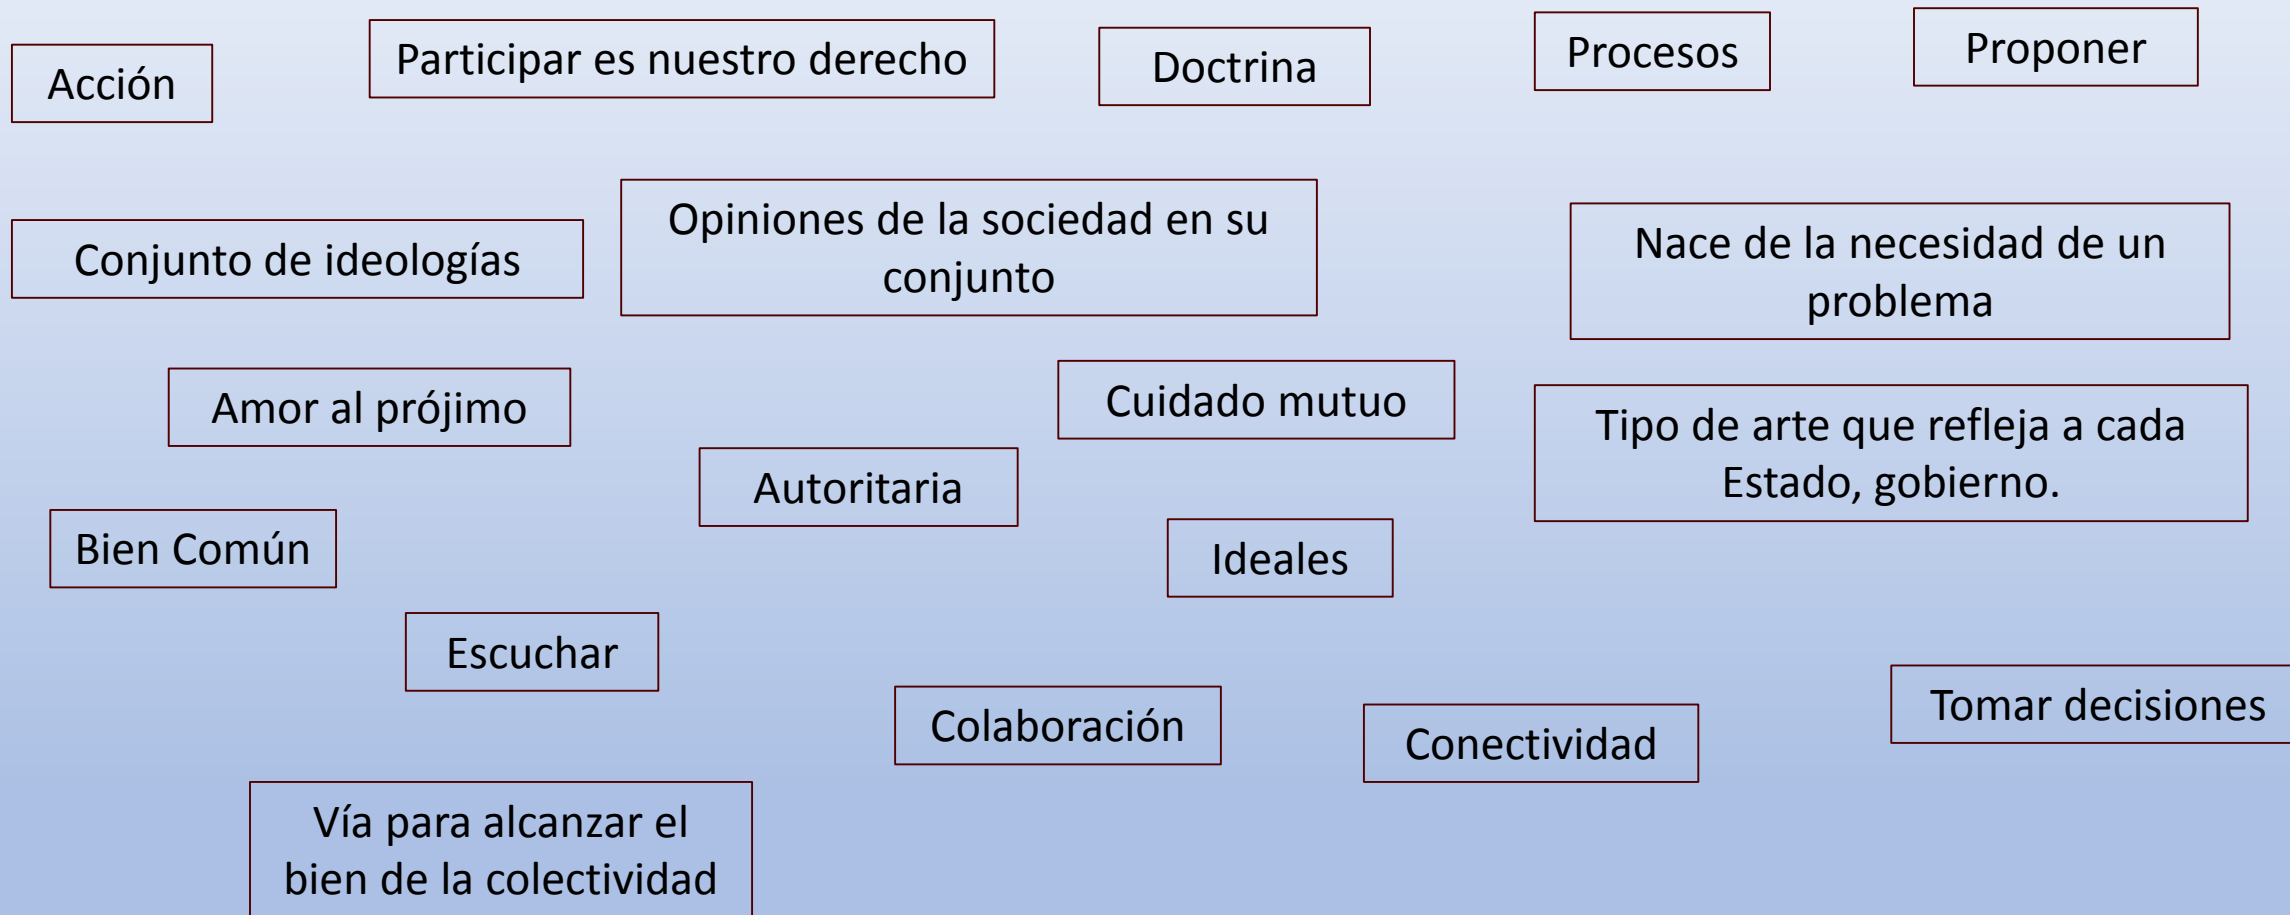 Acción
Participar es nuestro derecho
Doctrina
Procesos
Proponer
Conjunto de ideologías
Opiniones de la sociedad en su
conjunto
Nace de la necesidad de un
problema
Amor al prójimo
Cuidado mutuo
Tipo de arte que refleja a cada
Estado, gobierno.
Autoritaria
Bien Común
Ideales
Escuchar
Colaboración
Conectividad
Tomar decisiones
Vía para alcanzar el
bien de la colectividad